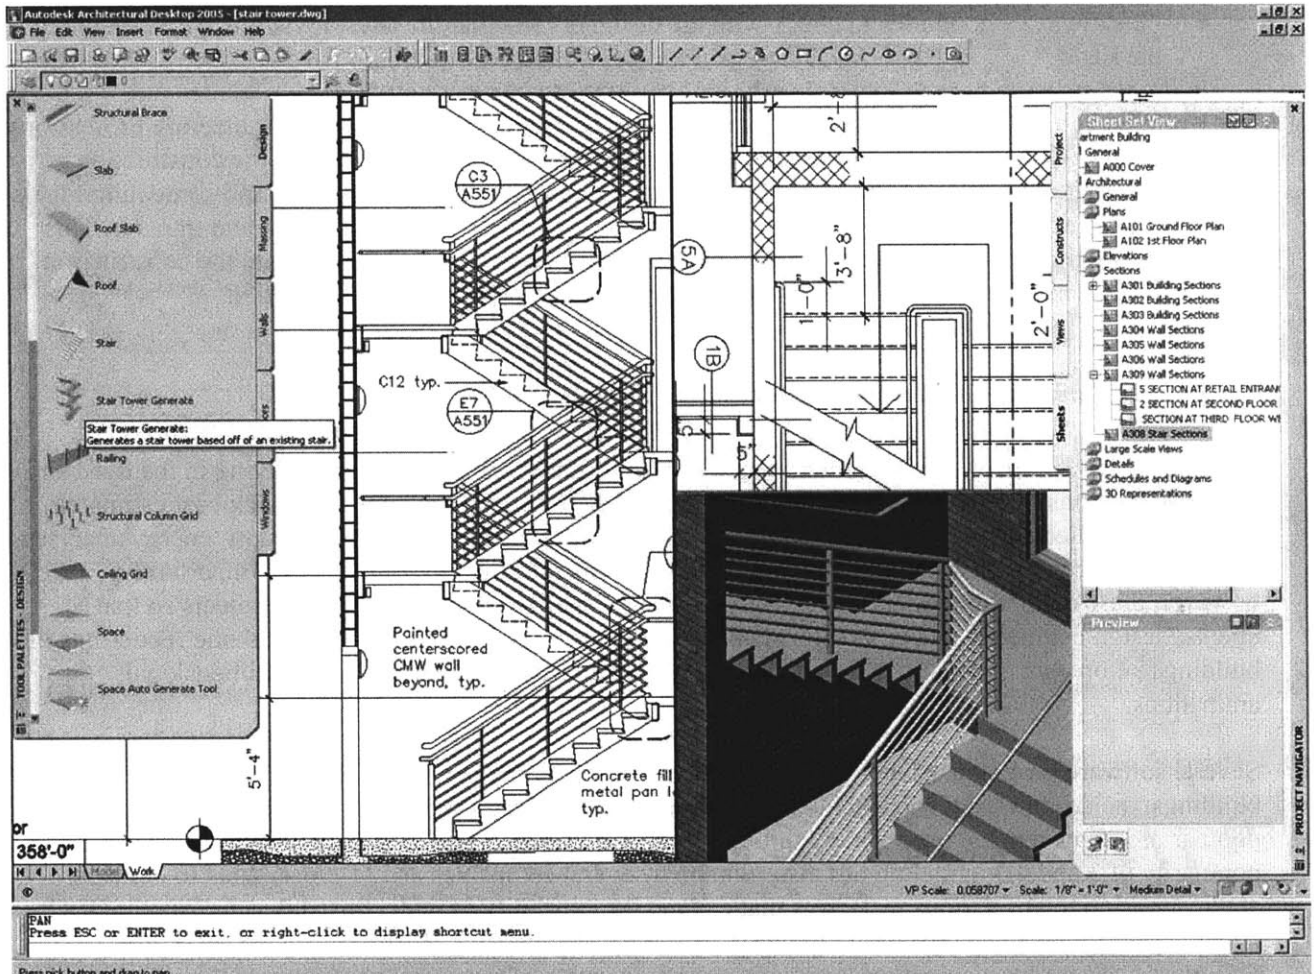 Autodesk Architectural Desktop 2005 - [stair tower.dwg]
File Edit View Insert Format Window Help
0
Structural Brace
Slab
Roof Slab
Roof
Stair
Stair Tower Generate
Stair Tower Generate:
Generates a stair tower based off of an existing stair.
Railing
Structural Column Grid
Ceiling Grid
Space
Space Auto Generate Tool
Design
Massing
Walls
Windows
TOOL PALETTES - DESIGN
C3
A551
C12 typ.
E7
A551
Painted
centerscored
CMW wall
beyond, typ.
Concrete fill
metal pan
typ.
5'-4"
or
358'-0"
2'-8"
5A
3'-8"
1'-0"
2'-0"
1B
5"
Project
Constructs
Views
Sheets
Sheet Set View
artment Building
General
A000 Cover
Architectural
General
Plans
A101 Ground Floor Plan
A102 1st Floor Plan
Elevations
Sections
A301 Building Sections
A302 Building Sections
A303 Building Sections
A304 Wall Sections
A305 Wall Sections
A306 Wall Sections
A309 Wall Sections
5 SECTION AT RETAIL ENTRAN
2 SECTION AT SECOND FLOOR
SECTION AT THIRD FLOOR WE
A308 Stair Sections
Large Scale Views
Details
Schedules and Diagrams
3D Representations
Preview
PROJECT NAVIGATOR
Model Work
VP Scale: 0.058707 Scale: 1/8" = 1'-0" Medium Detail
PAN
Press ESC or ENTER to exit, or right-click to display shortcut menu.
Press pick button and drag to pan.